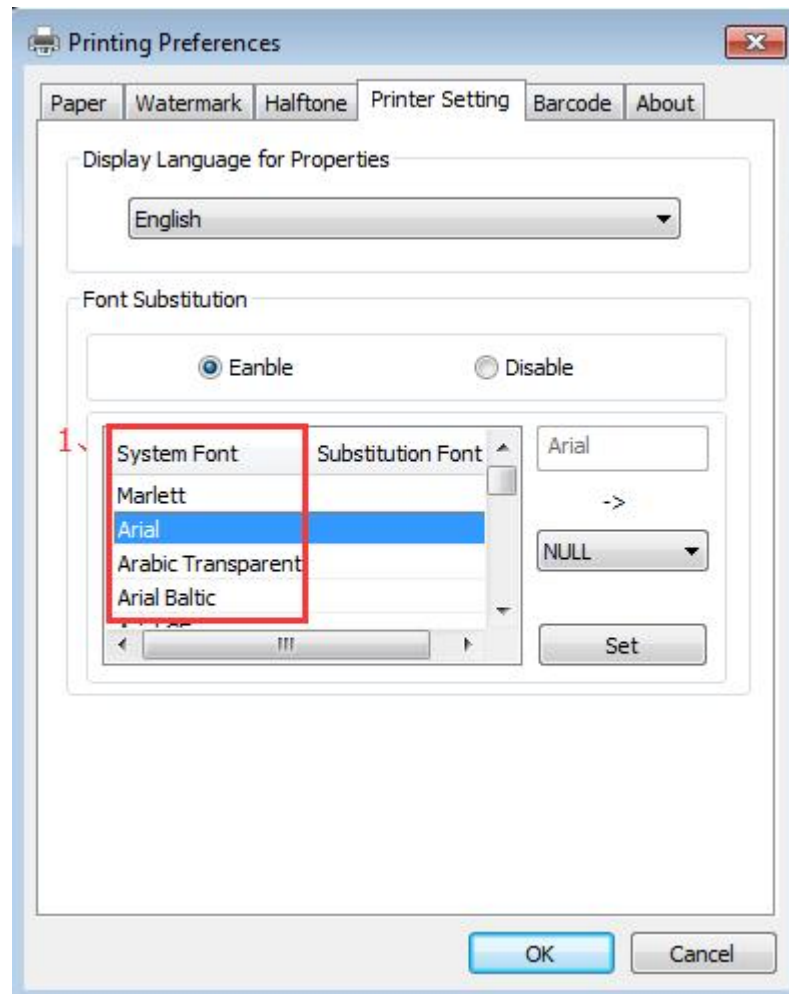 Printing Preferences
Paper Watermark Halftone Printer Setting Barcode About
Display Language for Properties
English
Font Substitution
Eanble Disable
1、
System Font Substitution Font
Marlett
Arial
Arabic Transparent
Arial Baltic
Arial
->
NULL
Set
OK Cancel